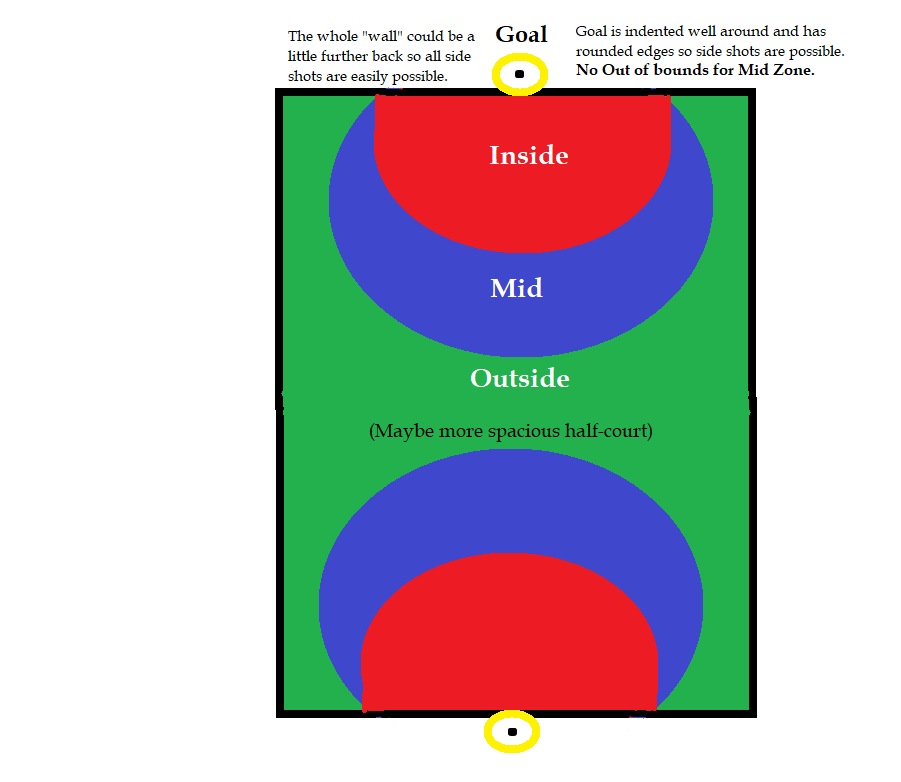 The whole "wall" could be a
little further back so all side
shots are easily possible.
Goal
Goal is indented well around and has
rounded edges so side shots are possible.
No Out of bounds for Mid Zone.
Inside
Mid
Outside
(Maybe more spacious half-court)